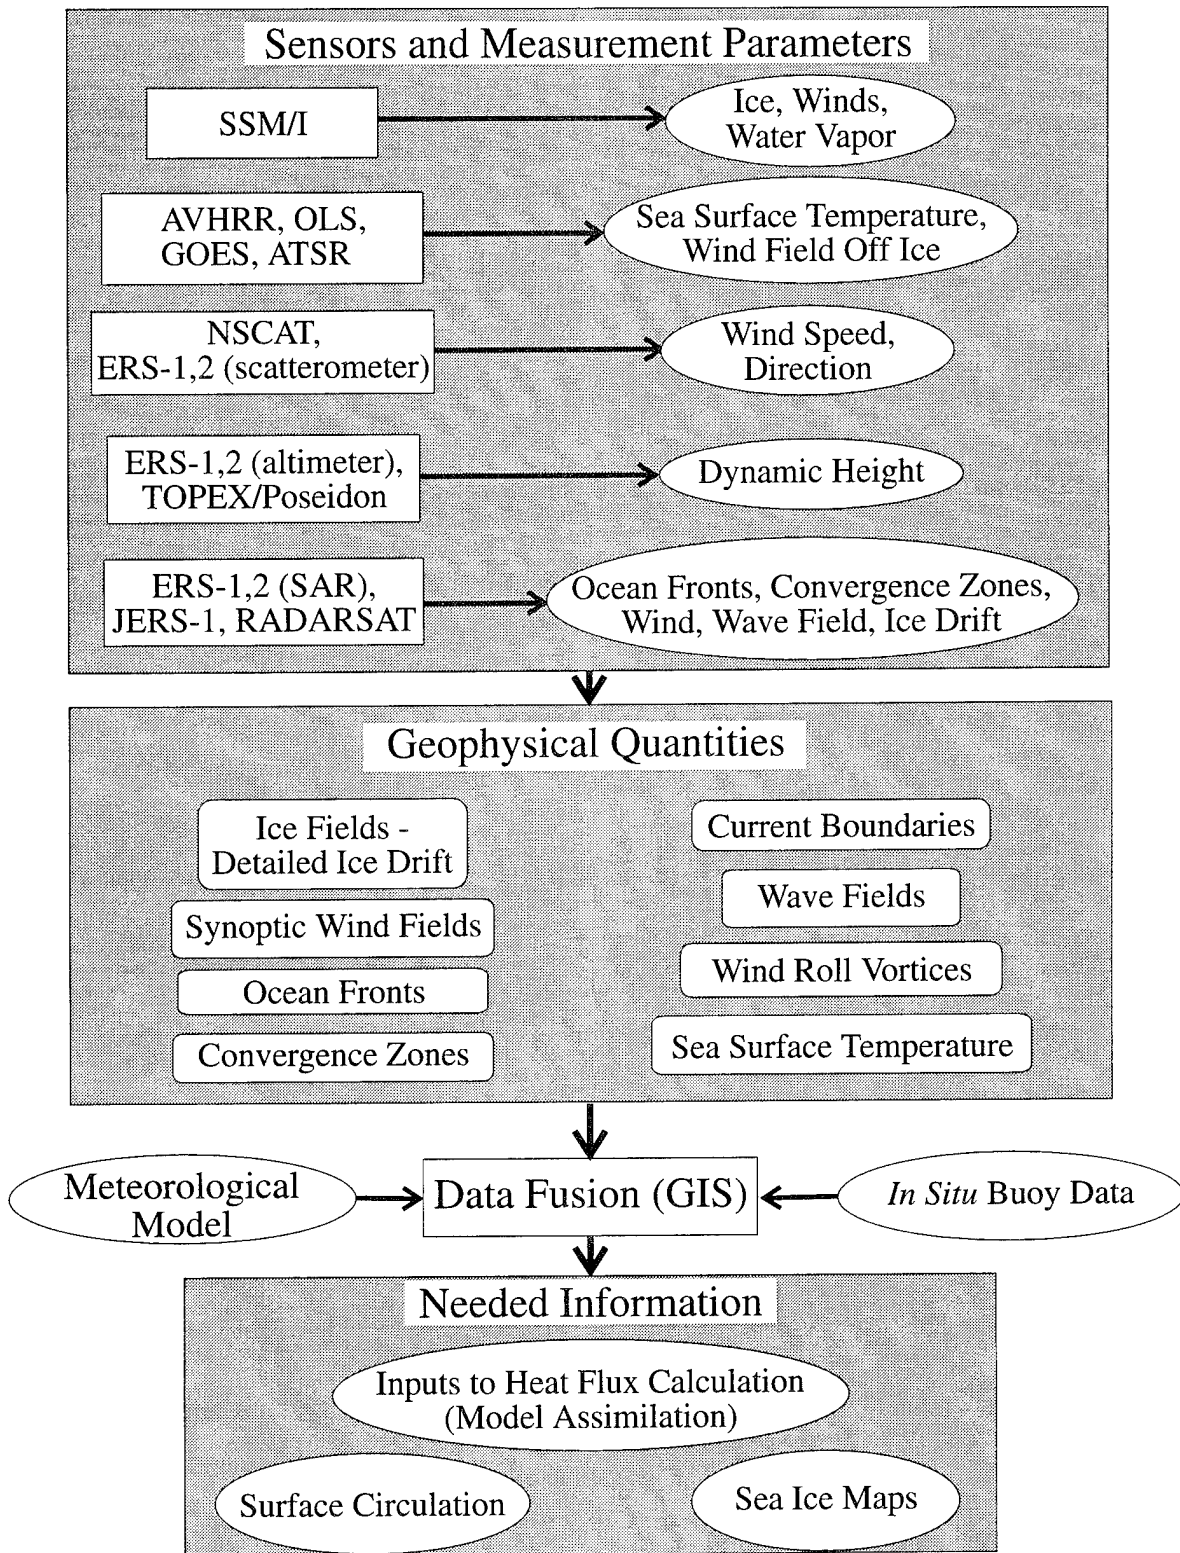 Sensors and Measurement Parameters
SSM/I
Ice, Winds,
Water Vapor
AVHRR, OLS,
GOES, ATSR
Sea Surface Temperature,
Wind Field Off Ice
NSCAT,
ERS-1,2 (scatterometer)
Wind Speed,
Direction
ERS-1,2 (altimeter),
TOPEX/Poseidon
Dynamic Height
ERS-1,2 (SAR),
JERS-1, RADARSAT
Ocean Fronts, Convergence Zones,
Wind, Wave Field, Ice Drift
Geophysical Quantities
Ice Fields -
Detailed Ice Drift
Synoptic Wind Fields
Ocean Fronts
Convergence Zones
Current Boundaries
Wave Fields
Wind Roll Vortices
Sea Surface Temperature
Meteorological
Model
Data Fusion (GIS)
In Situ Buoy Data
Needed Information
Inputs to Heat Flux Calculation
(Model Assimilation)
Surface Circulation
Sea Ice Maps